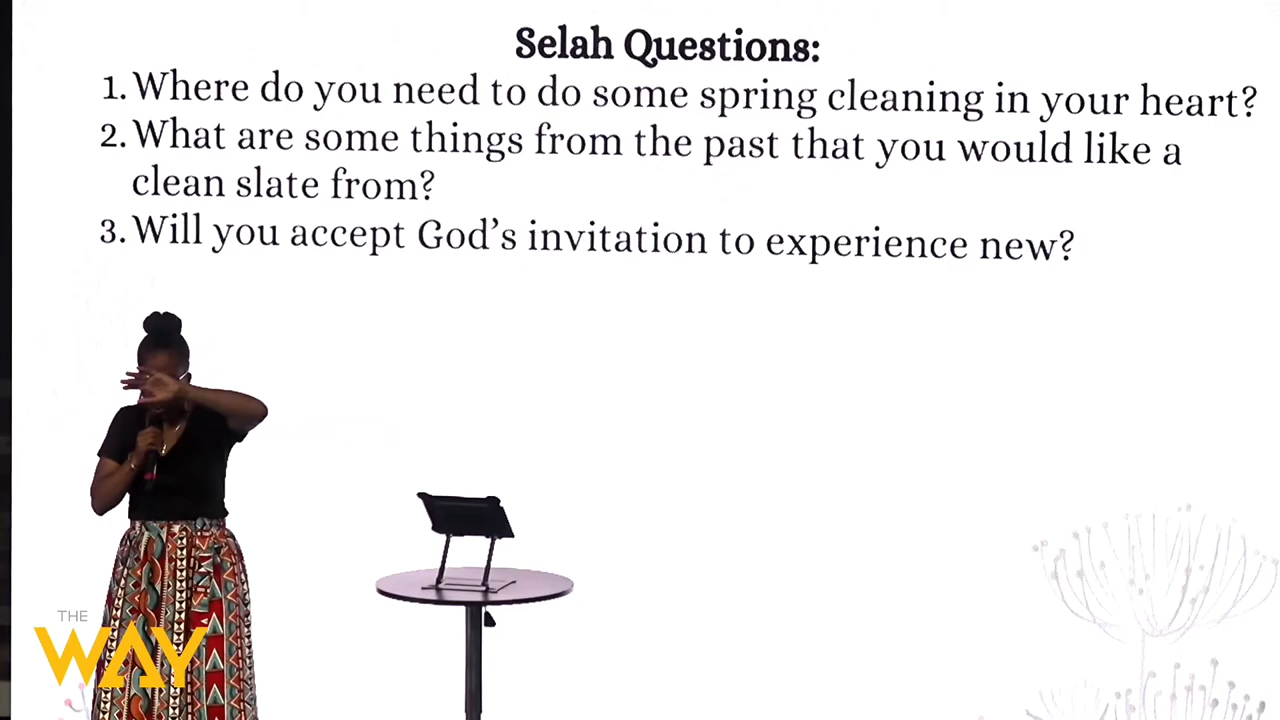 Selah Questions:
1. Where do you need to do some spring cleaning in your heart?
2. What are some things from the past that you would like a
clean slate from?
3. Will you accept God’s invitation to experience new?
THE
WAY